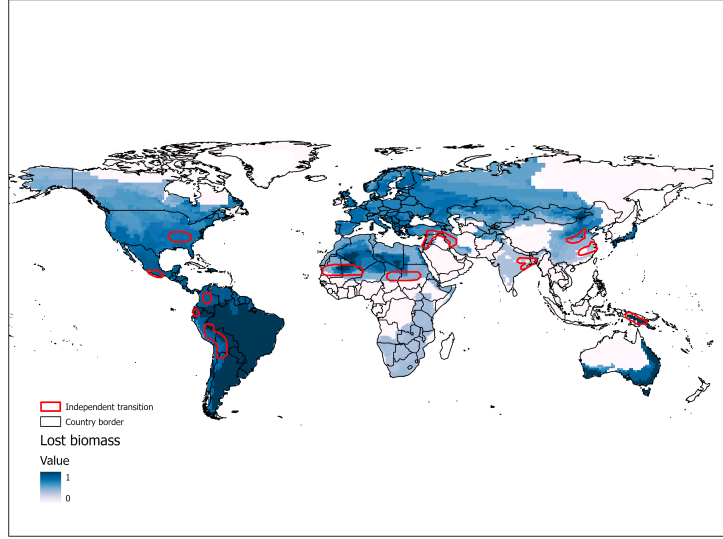 Independent transition
Country border
Lost biomass
Value
1
0